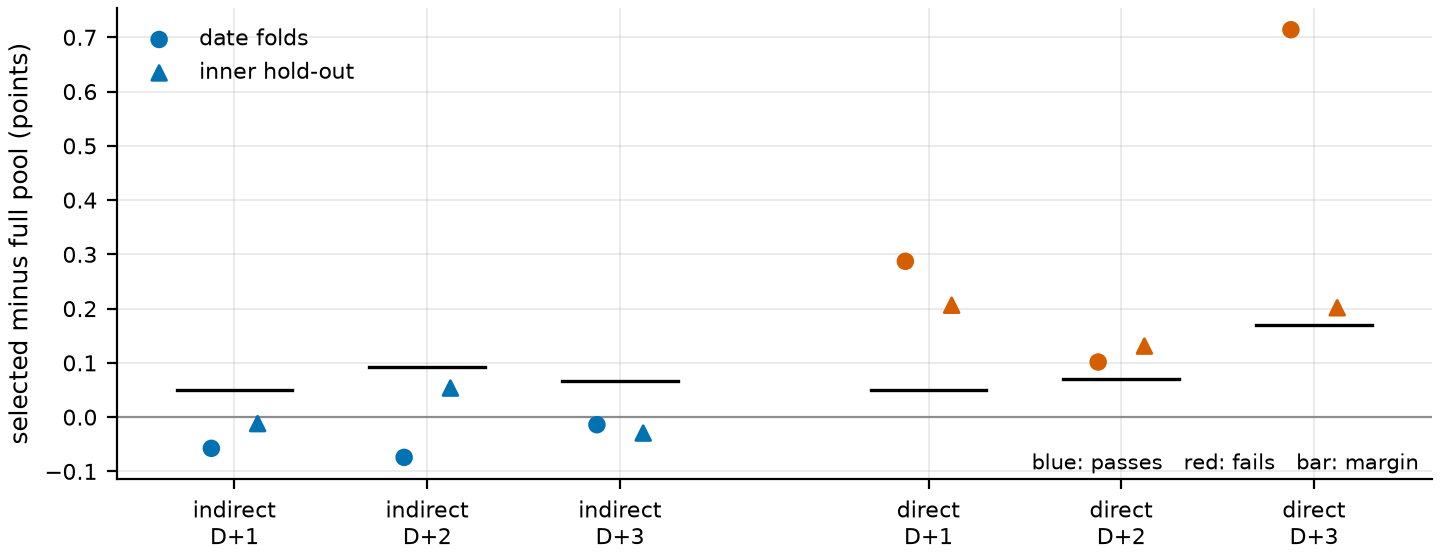 selected minus full pool (points)
0.7
0.6
0.5
0.4
0.3
0.2
0.1
0.0
−0.1
date folds
inner hold-out
blue: passes red: fails bar: margin
indirect
D+1
indirect
D+2
indirect
D+3
direct
D+1
direct
D+2
direct
D+3